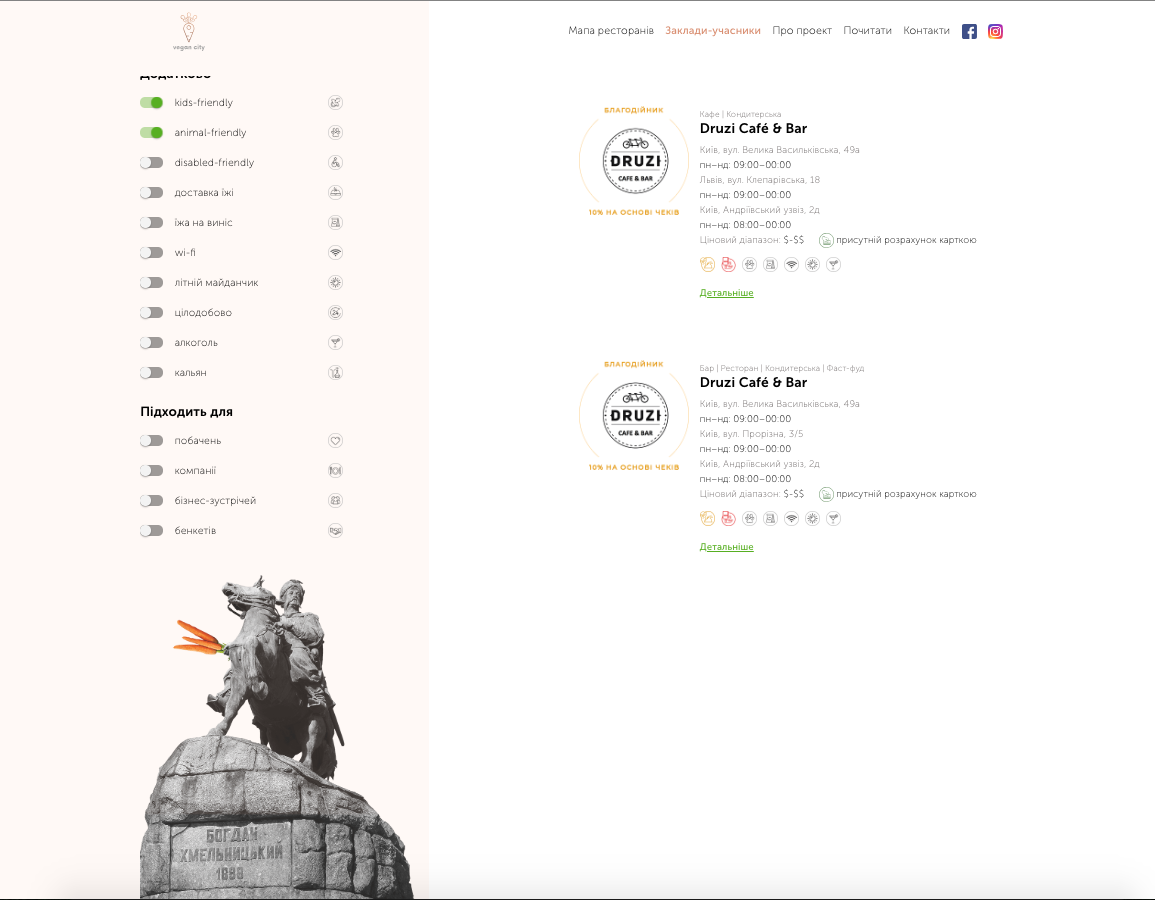 vegan city
Мапа ресторанів Заклади-учасники Про проект Почитати Контакти
Додатково
kids-friendly
animal-friendly
disabled-friendly
доставка їжі
їжа на виніс
wi-fi
літній майданчик
цілодобово
24
алкоголь
кальян
Підходить для
побачень
компанії
бізнес-зустрічей
бенкетів
БОГДАН
ХМЕЛЬНИЦЬКИЙ
1888
БЛАГОДІЙНИК
DRUZI
CAFE & BAR
10% НА ОСНОВІ ЧЕКІВ
Кафе | Кондитерська
Druzi Café & Bar
Київ, вул. Велика Васильківська, 49а
пн–нд: 09:00–00:00
Львів, вул. Клепарівська, 18
пн–нд: 09:00–00:00
Київ, Андріївський узвіз, 2д
пн–нд: 08:00–00:00
Ціновий діапазон: $-$$ присутній розрахунок карткою
Детальніше
БЛАГОДІЙНИК
DRUZI
CAFE & BAR
10% НА ОСНОВІ ЧЕКІВ
Бар | Ресторан | Кондитерська | Фаст-фуд
Druzi Café & Bar
Київ, вул. Велика Васильківська, 49а
пн–нд: 09:00–00:00
Київ, вул. Прорізна, 3/5
пн–нд: 09:00–00:00
Київ, Андріївський узвіз, 2д
пн–нд: 08:00–00:00
Ціновий діапазон: $-$$ присутній розрахунок карткою
Детальніше